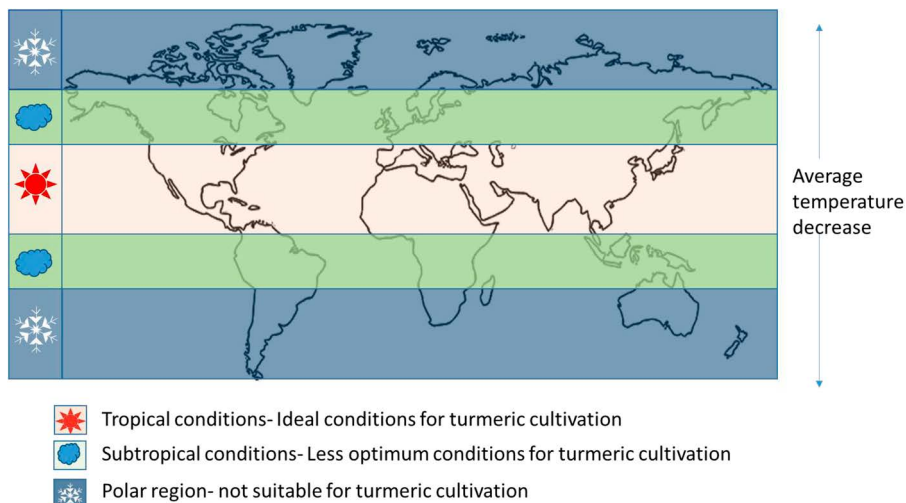 Average
temperature
decrease
Tropical conditions- Ideal conditions for turmeric cultivation
Subtropical conditions- Less optimum conditions for turmeric cultivation
Polar region- not suitable for turmeric cultivation